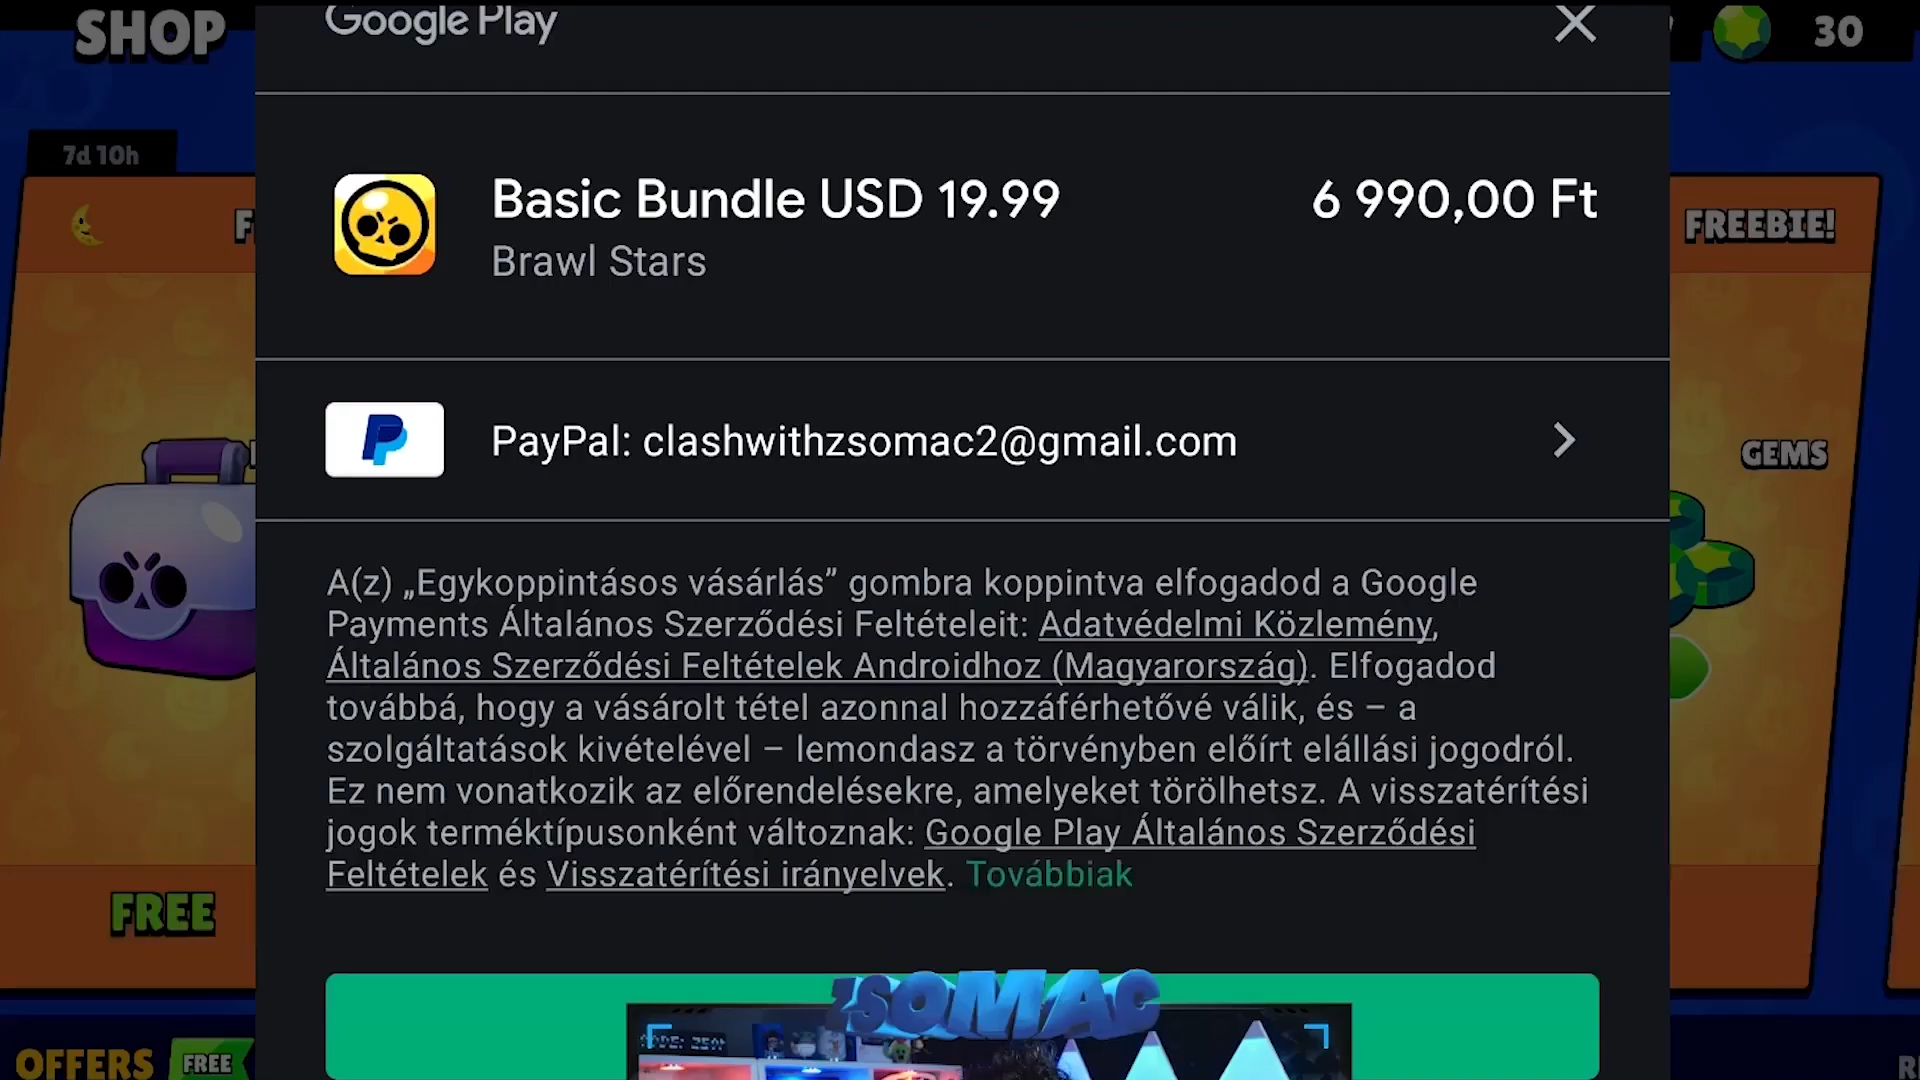 SHOP
Google Play
30
7d 10h
Basic Bundle USD 19.99
6 990,00 Ft
Brawl Stars
FREEBIE!
PayPal: clashwithzsomac2@gmail.com
GEMS
A(z) „Egykoppintásos vásárlás” gombra koppintva elfogadod a Google
Payments Általános Szerződési Feltételeit: Adatvédelmi Közlemény,
Általános Szerződési Feltételek Androidhoz (Magyarország). Elfogadod
továbbá, hogy a vásárolt tétel azonnal hozzáférhetővé válik, és – a
szolgáltatások kivételével – lemondasz a törvényben előírt elállási jogodról.
Ez nem vonatkozik az előrendelésekre, amelyeket törölhetsz. A visszatérítési
jogok terméktípusonként változnak: Google Play Általános Szerződési
Feltételek és Visszatérítési irányelvek. Továbbiak
FREE
ZSOMAC
OFFERS
FREE